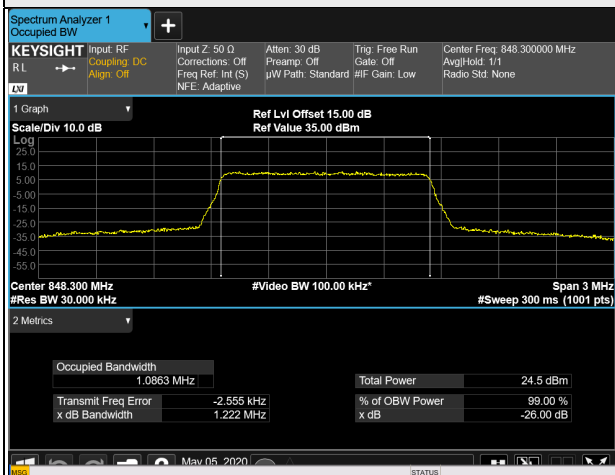 Spectrum Analyzer 1
Occupied BW
+
KEYSIGHT
R L
LXI
Input: RF
Coupling: DC
Align: Off
Input Z: 50 Ω
Corrections: Off
Freq Ref: Int (S)
NFE: Adaptive
Atten: 30 dB
Preamp: Off
µW Path: Standard
Trig: Free Run
Gate: Off
#IF Gain: Low
Center Freq: 848.300000 MHz
Avg|Hold: 1/1
Radio Std: None
1 Graph
Scale/Div 10.0 dB
Ref Lvl Offset 15.00 dB
Ref Value 35.00 dBm
Log
25.0
15.0
5.00
-5.00
-15.0
-25.0
-35.0
-45.0
-55.0
Center 848.300 MHz
#Video BW 100.00 kHz*
Span 3 MHz
#Res BW 30.000 kHz
#Sweep 300 ms (1001 pts)
2 Metrics
Occupied Bandwidth
1.0863 MHz
Total Power 24.5 dBm
Transmit Freq Error -2.555 kHz
% of OBW Power 99.00 %
x dB Bandwidth 1.222 MHz
x dB -26.00 dB
May 05, 2020
MSG
STATUS